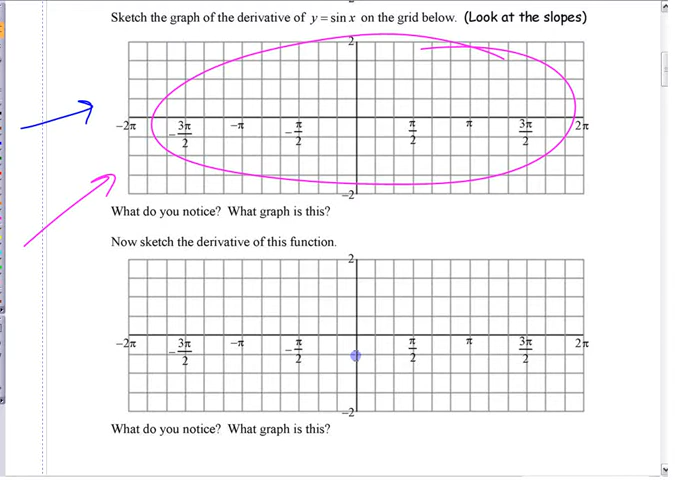 Sketch the graph of the derivative of y = sin x on the grid below. (Look at the slopes)
2
−2π −3π/2 −π −π/2 π/2 π 3π/2 2π
−2
What do you notice? What graph is this?
Now sketch the derivative of this function.
2
−2π −3π/2 −π −π/2 π/2 π 3π/2 2π
−2
What do you notice? What graph is this?